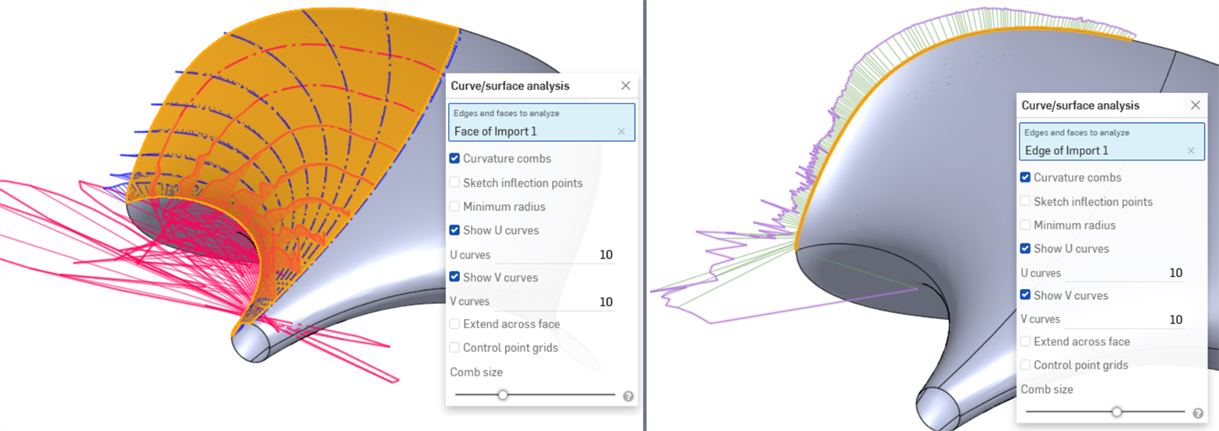 Curve/surface analysis
Edges and faces to analyze
Face of Import 1
Curvature combs
Sketch inflection points
Minimum radius
Show U curves
U curves 10
Show V curves
V curves 10
Extend across face
Control point grids
Comb size
Curve/surface analysis
Edges and faces to analyze
Edge of Import 1
Curvature combs
Sketch inflection points
Minimum radius
Show U curves
U curves 10
Show V curves
V curves 10
Extend across face
Control point grids
Comb size